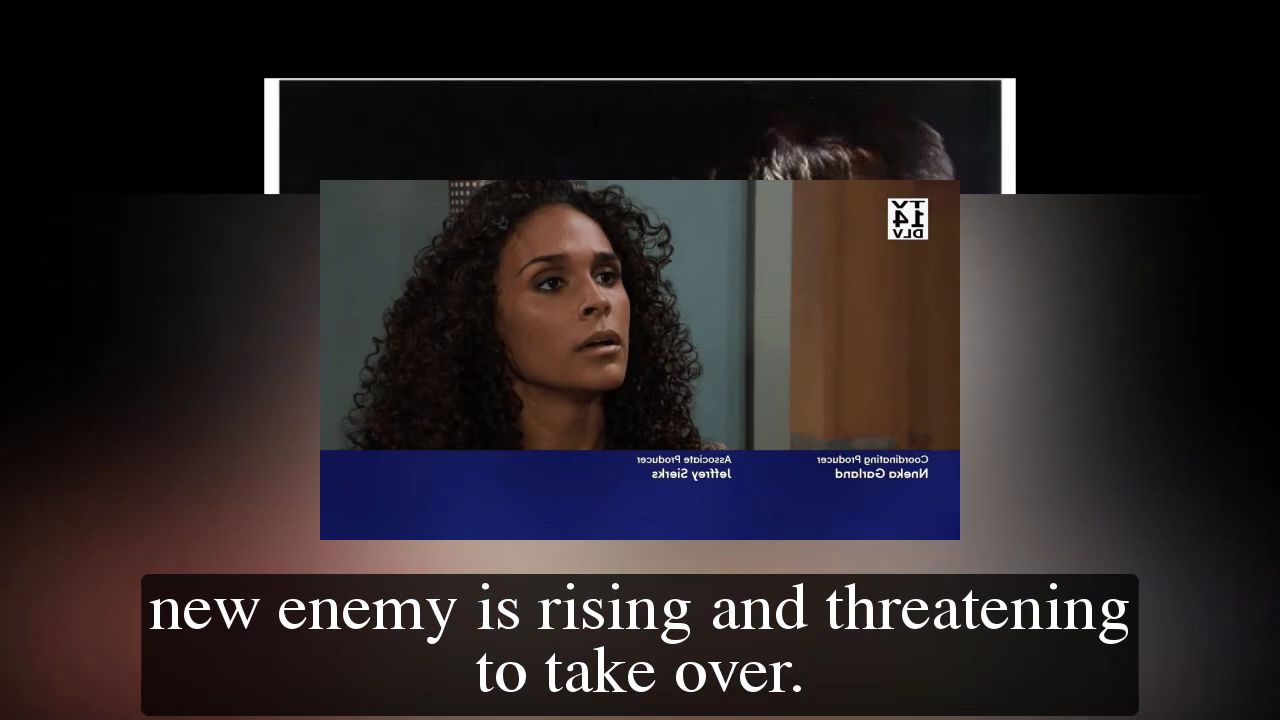 TV
14
DLV
Associate Producer
Jeffrey Sierks
Coordinating Producer
Nneka Garland
new enemy is rising and threatening
to take over.